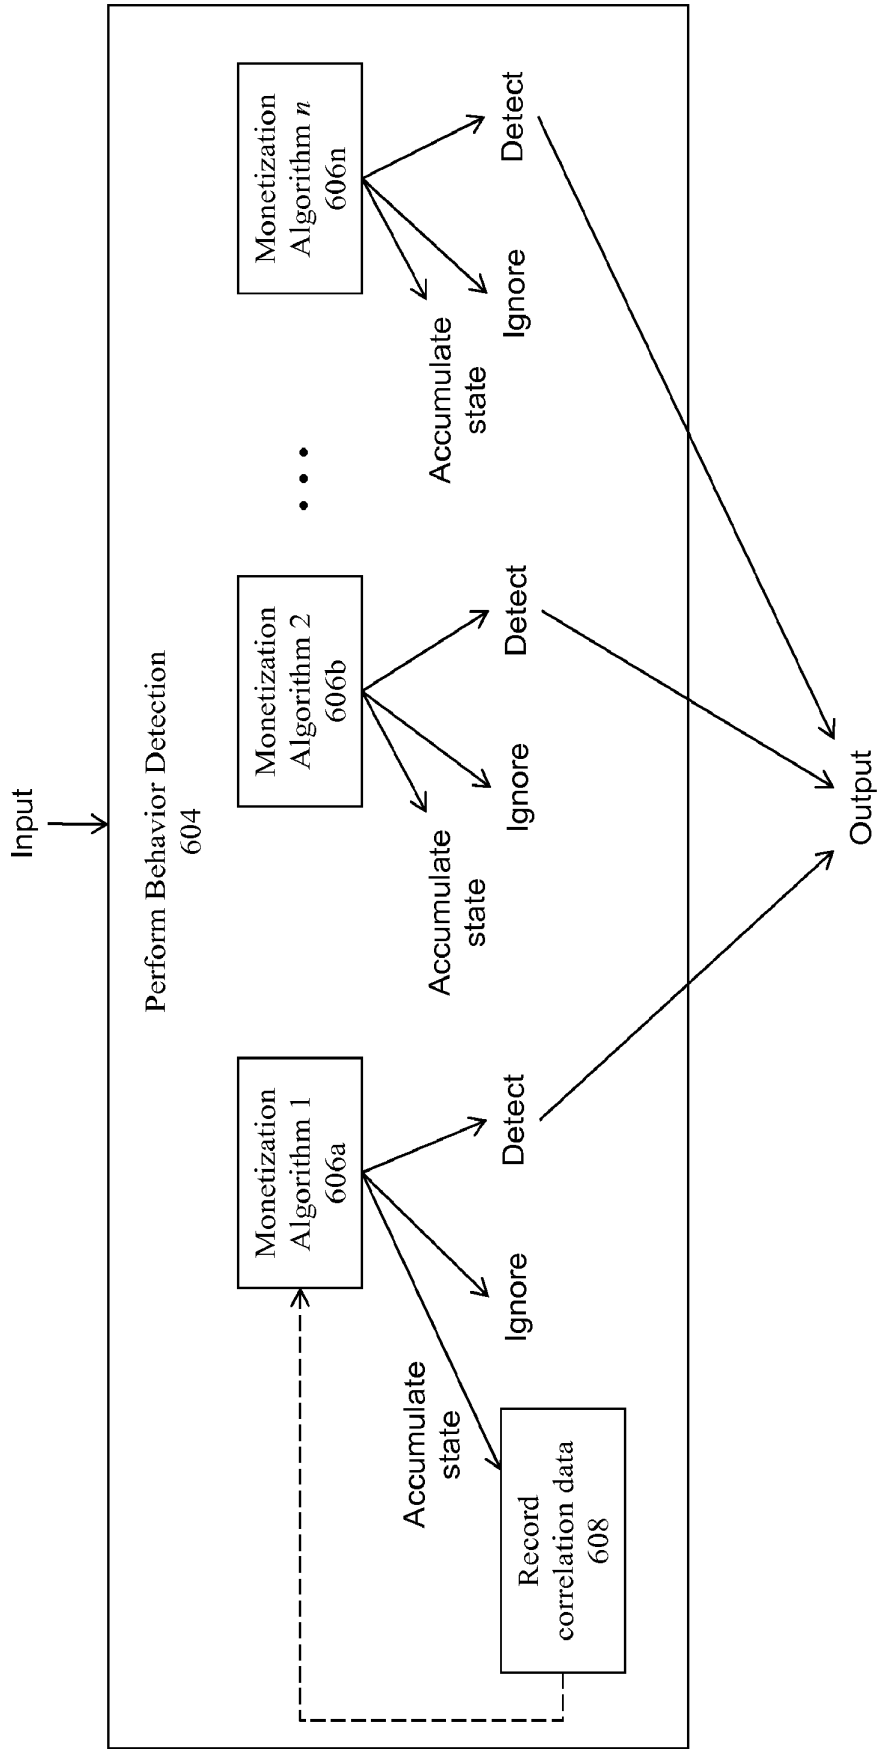 Input
Perform Behavior Detection
604
Monetization
Algorithm 1
606a
Monetization
Algorithm 2
606b
• • •
Monetization
Algorithm n
606n
Accumulate
state
Ignore
Detect
Accumulate
state
Ignore
Detect
Accumulate
state
Ignore
Detect
Record
correlation data
608
Output